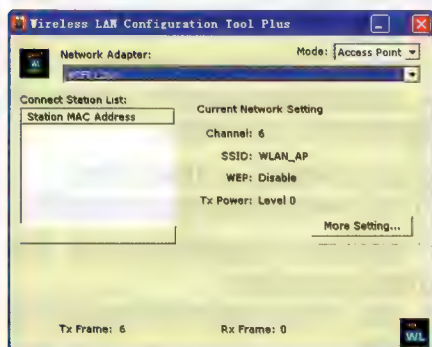 Wireless LAN Configuration Tool Plus
Network Adapter:
Mode: Access Point
Connect Station List:
Station MAC Address
Current Network Setting
Channel: 6
SSID: WLAN_AP
WEP: Disable
Tx Power: Level 0
More Setting...
Tx Frame: 6
Rx Frame: 0
WL